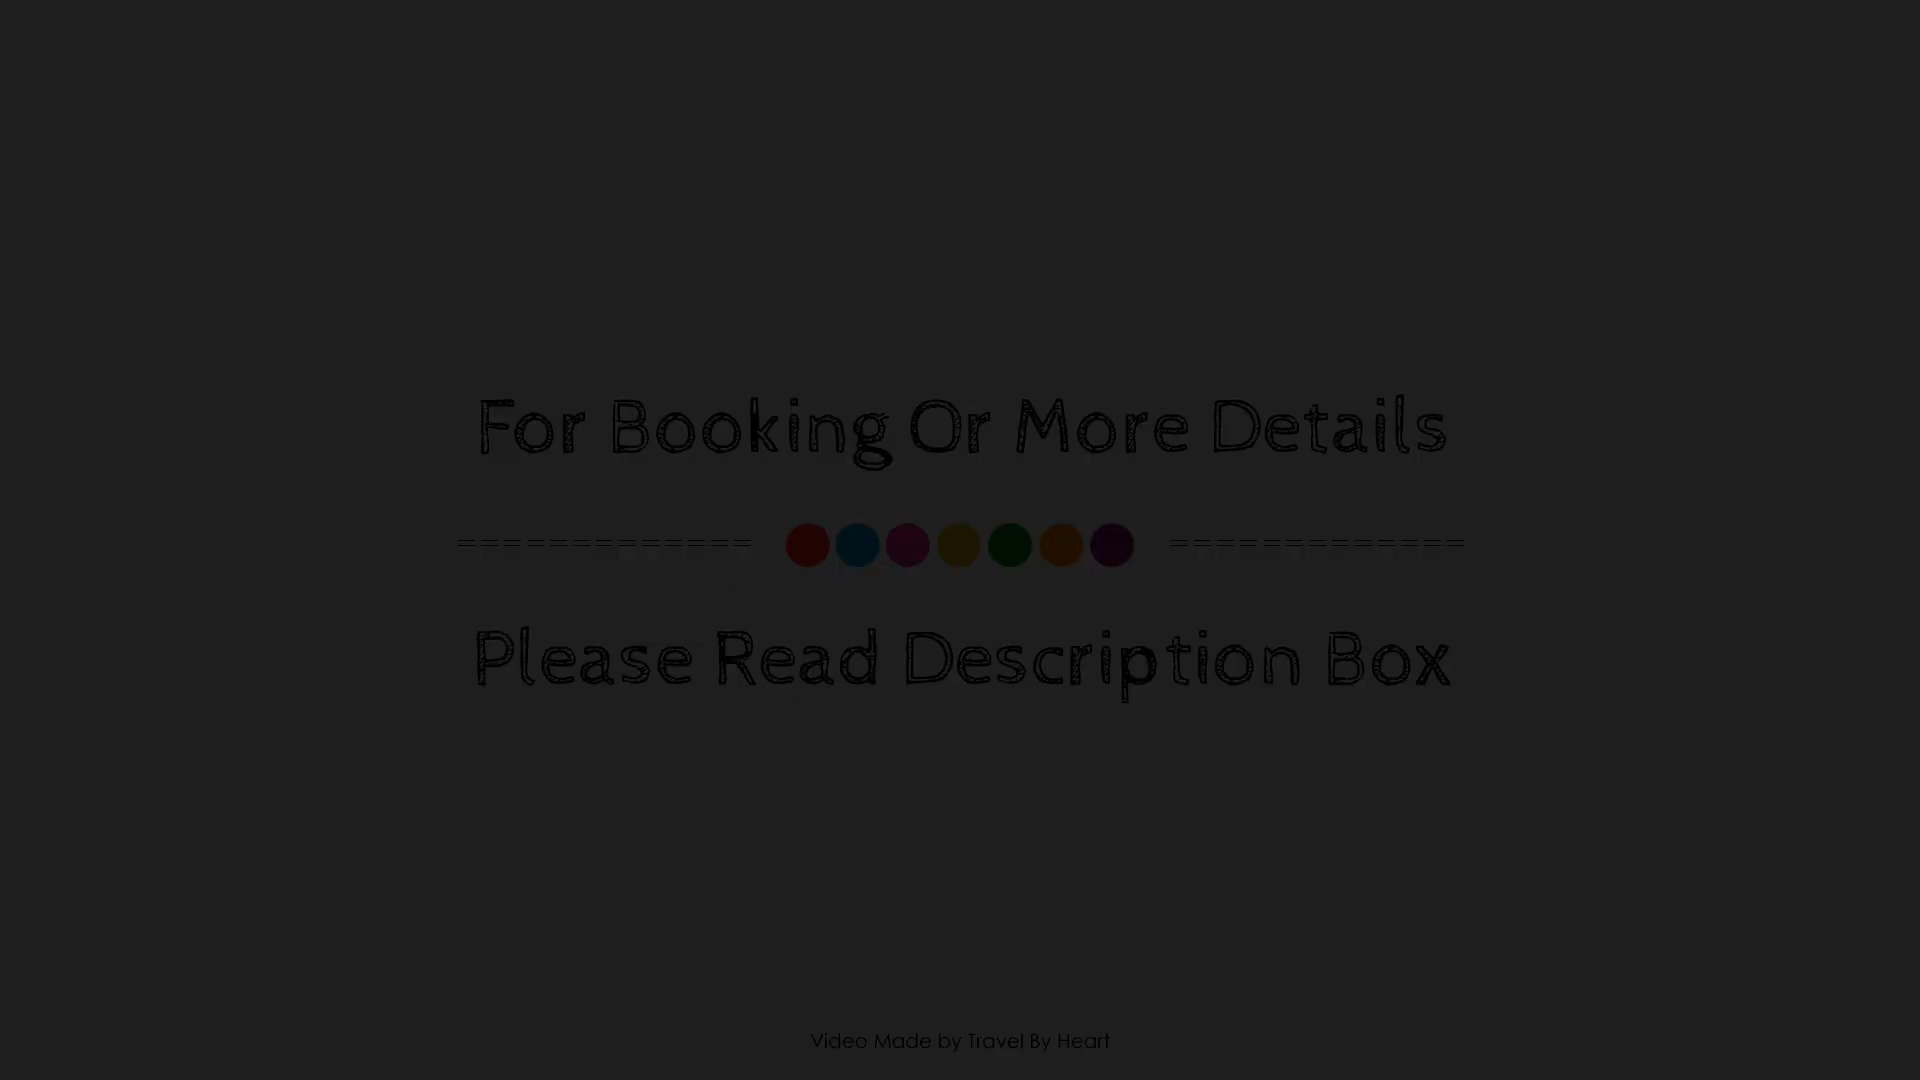 For Booking Or More Details
============= =============
Please Read Description Box
Video Made by Travel By Heart